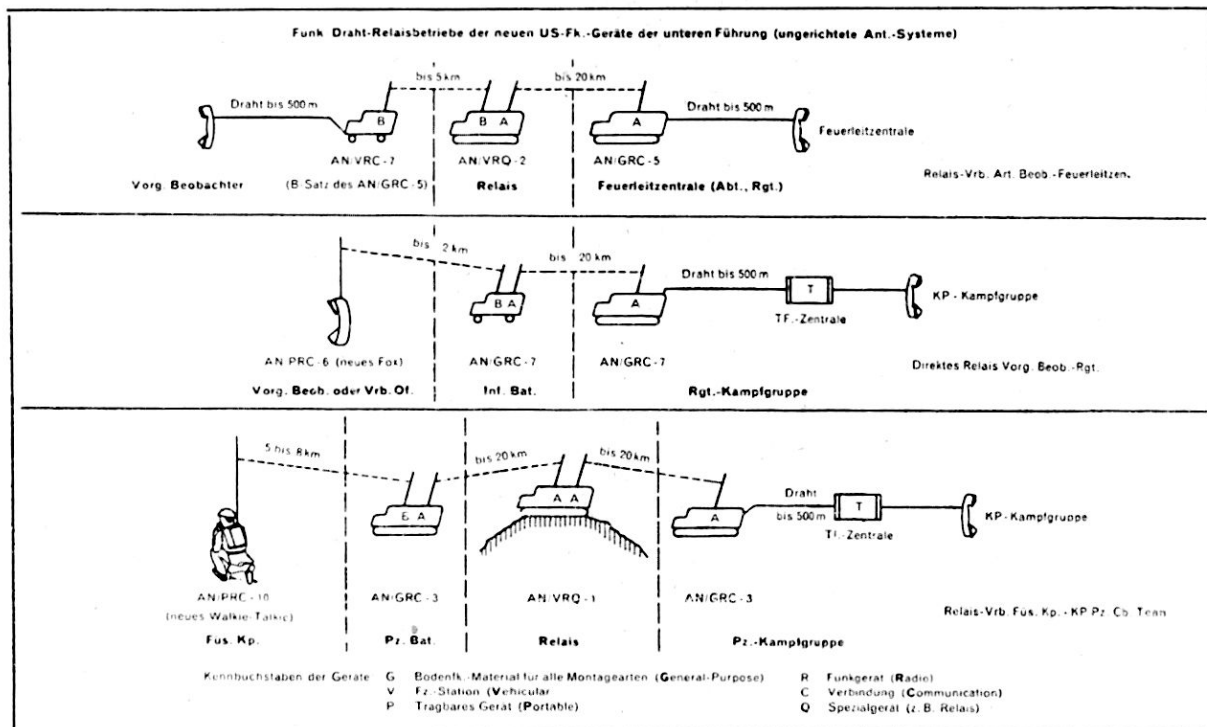 Funk Draht-Relaisbetriebe der neuen US-Fk.-Geräte der unteren Führung (ungerichtete Ant.-Systeme)
bis 5 km
bis 20 km
Draht bis 500 m
B
B A
A
Draht bis 500 m
Feuerleitzentrale
AN/VRC-7
AN/VRQ-2
AN/GRC-5
Vorg. Beobachter
(B-Satz des AN/GRC-5)
Relais
Feuerleitzentrale (Abt., Rgt.)
Relais-Vrb. Art. Beob.-Feuerleitzen.
bis 2 km
bis 20 km
Draht bis 500 m
B A
A
T
KP - Kampfgruppe
TF.-Zentrale
AN PRC-6 (neues Fox)
AN/GRC-7
AN/GRC-7
Direktes Relais Vorg. Beob.-Rgt.
Vorg. Beob. oder Vrb. Of.
Inf. Bat.
Rgt.-Kampfgruppe
5 bis 8 km
bis 20 km
bis 20 km
A A
A
Draht
bis 500 m
T
KP-Kampfgruppe
-Zentrale
AN/PRC-10
AN/GRC-3
AN/VRQ-1
AN/GRC-3
(neues Walkie-Talkie)
Relais-Vrb. Füs. Kp. - KP Pz. Cb. Team
Füs. Kp.
Pz. Bat.
Relais
Pz.-Kampfgruppe
Kennbuchstaben der Geräte
G Bodenfk.-Material für alle Montagearten (General-Purpose)
V Fz.-Station (Vehicular
P Tragbares Gerät (Portable)
R Funkgerät (Radio)
C Verbindung (Communication)
Q Spezialgerät (z. B. Relais)